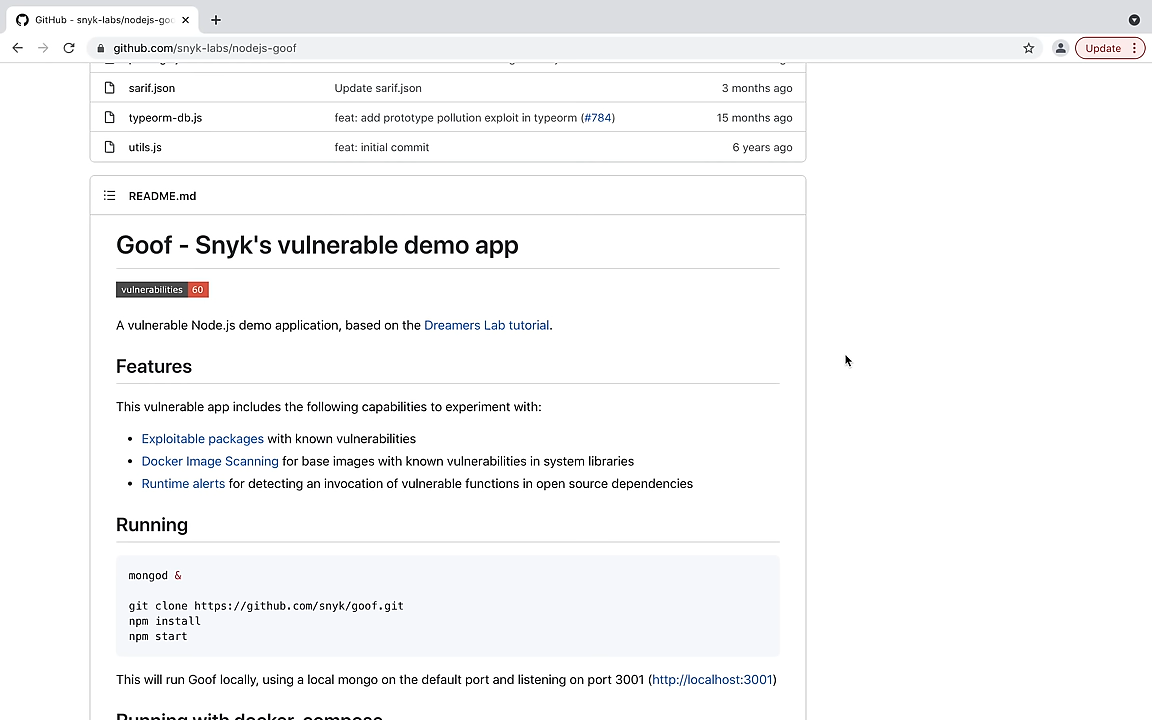 GitHub - snyk-labs/nodejs-goo
Update
github.com/snyk-labs/nodejs-goof
sarif.json Update sarif.json 3 months ago
typeorm-db.js feat: add prototype pollution exploit in typeorm (#784) 15 months ago
utils.js feat: initial commit 6 years ago
README.md
Goof - Snyk's vulnerable demo app
vulnerabilities 60
A vulnerable Node.js demo application, based on the Dreamers Lab tutorial.
Features
This vulnerable app includes the following capabilities to experiment with:
• Exploitable packages with known vulnerabilities
• Docker Image Scanning for base images with known vulnerabilities in system libraries
• Runtime alerts for detecting an invocation of vulnerable functions in open source dependencies
Running
mongod &
git clone https://github.com/snyk/goof.git
npm install
npm start
This will run Goof locally, using a local mongo on the default port and listening on port 3001 (http://localhost:3001)
Running with docker-compose